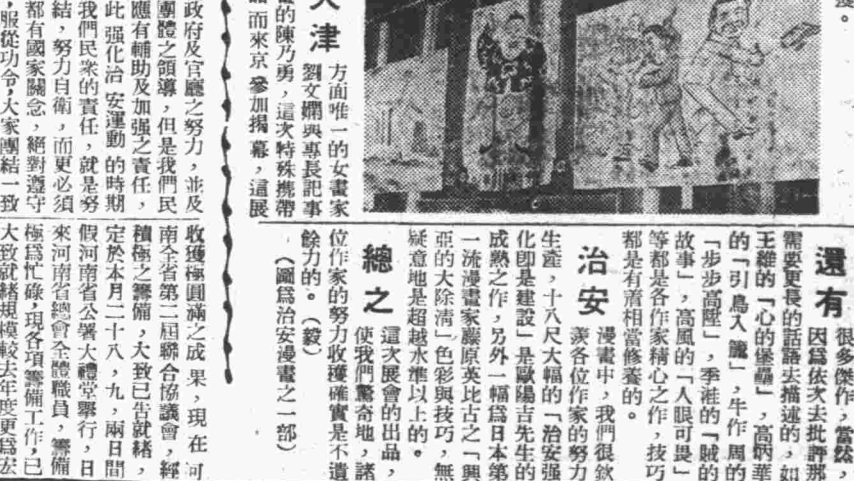 天津
方面唯一的女畫家
劉文嫻與專長記事
的陳乃勇,這次特殊攜帶
而來京參加揭幕,這展
還有
很多傑作,當然,
因爲依次去批評那
需要更長的話語去描述的,如
王維的「心的堡壘」,高炳華
的「引鳥入籠」,牛作周的
「步步高陞」,季漄的「賊的
故事」,高風的「人眼可畏」
等都是各作家精心之作,技巧
都是有着相當修養的。
治安
漫畫中,我們很欽
羨各位作家的努力
生產,十八尺大幅的「治安强
化卽是建設」是歐陽吉先生的
成熟之作,另外一幅爲日本第
一流漫畫家藤原英比古之「興
亞的大除淸」色彩與技巧,無
疑意地是超越水準以上的。
總之
這次展會的出品,
使我們驚奇地,諸
位作家的努力收獲確實是不遺
餘力的。(毅)
(圖爲治安漫畫之一部)
政府及官廳之努力,並及
團體之領導,但是我們民
應有輔助及加强之責任,
此强化治安運動的時期
我們民衆的責任,就是努
結,努力自衛,而更必須
都有國家關念,絕對遵守
,服從功令,大家團結一致
收獲極圓滿之成果,現在河
南全省第二屆聯合協議會,經
積極之籌備,大致已告就緒,
定於本月二十八,九,兩日間
假河南省公署大禮堂舉行,日
來河南省總會全體職員,籌備
極爲忙碌,現各項籌備工作,已
大致就緒規模較去年度更爲宏